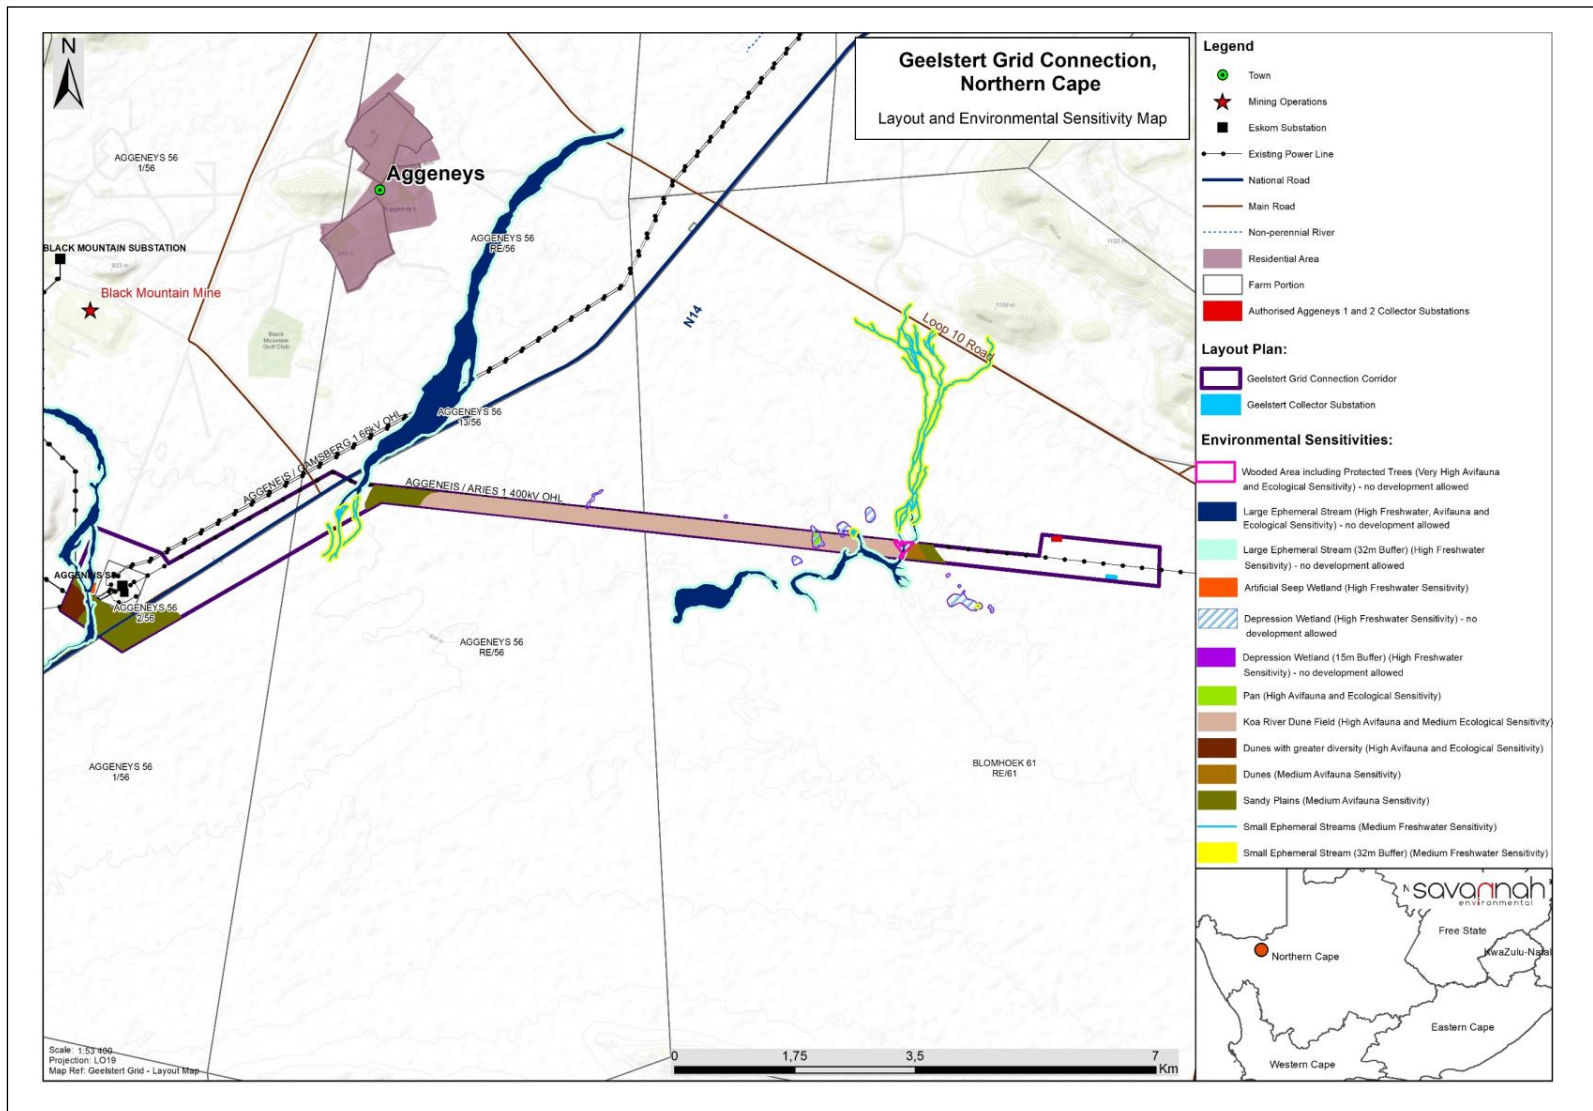 Geelstert Grid Connection,
Northern Cape
Layout and Environmental Sensitivity Map
N
AGGENEYS 56
1/56
Aggeneys
Aggeneys
AGGENEYS 56
RE/56
BLACK MOUNTAIN SUBSTATION
933 m
Black Mountain Mine
Black
Mountain
Golf Club
N14
Loop 10 Road
1155 m
AGGENEYS 56
13/56
AGGENEIS / GAMSBERG 1 66kV OHL
AGGENEIS / ARIES 1 400kV OHL
AGGENEIS SS
AGGENEYS 56
2/56
AGGENEYS 56
RE/56
AGGENEYS 56
1/56
BLOMHOEK 61
RE/61
Scale: 1:53 400
Projection: LO19
Map Ref: Geelstert Grid - Layout Map
0 1,75 3,5 7
Km
Legend
Town
Mining Operations
Eskom Substation
Existing Power Line
National Road
Main Road
Non-perennial River
Residential Area
Farm Portion
Authorised Aggeneys 1 and 2 Collector Substations
Layout Plan:
Geelstert Grid Connection Corridor
Geelstert Collector Substation
Environmental Sensitivities:
Wooded Area including Protected Trees (Very High Avifauna
and Ecological Sensitivity) - no development allowed
Large Ephemeral Stream (High Freshwater, Avifauna and
Ecological Sensitivity) - no development allowed
Large Ephemeral Stream (32m Buffer) (High Freshwater
Sensitivity) - no development allowed
Artificial Seep Wetland (High Freshwater Sensitivity)
Depression Wetland (High Freshwater Sensitivity) - no
development allowed
Depression Wetland (15m Buffer) (High Freshwater
Sensitivity) - no development allowed
Pan (High Avifauna and Ecological Sensitivity)
Koa River Dune Field (High Avifauna and Medium Ecological Sensitivity)
Dunes with greater diversity (High Avifauna and Ecological Sensitivity)
Dunes (Medium Avifauna Sensitivity)
Sandy Plains (Medium Avifauna Sensitivity)
Small Ephemeral Streams (Medium Freshwater Sensitivity)
Small Ephemeral Stream (32m Buffer) (Medium Freshwater Sensitivity)
savannah
environmental
Free State
KwaZulu-Natal
Northern Cape
Eastern Cape
Western Cape